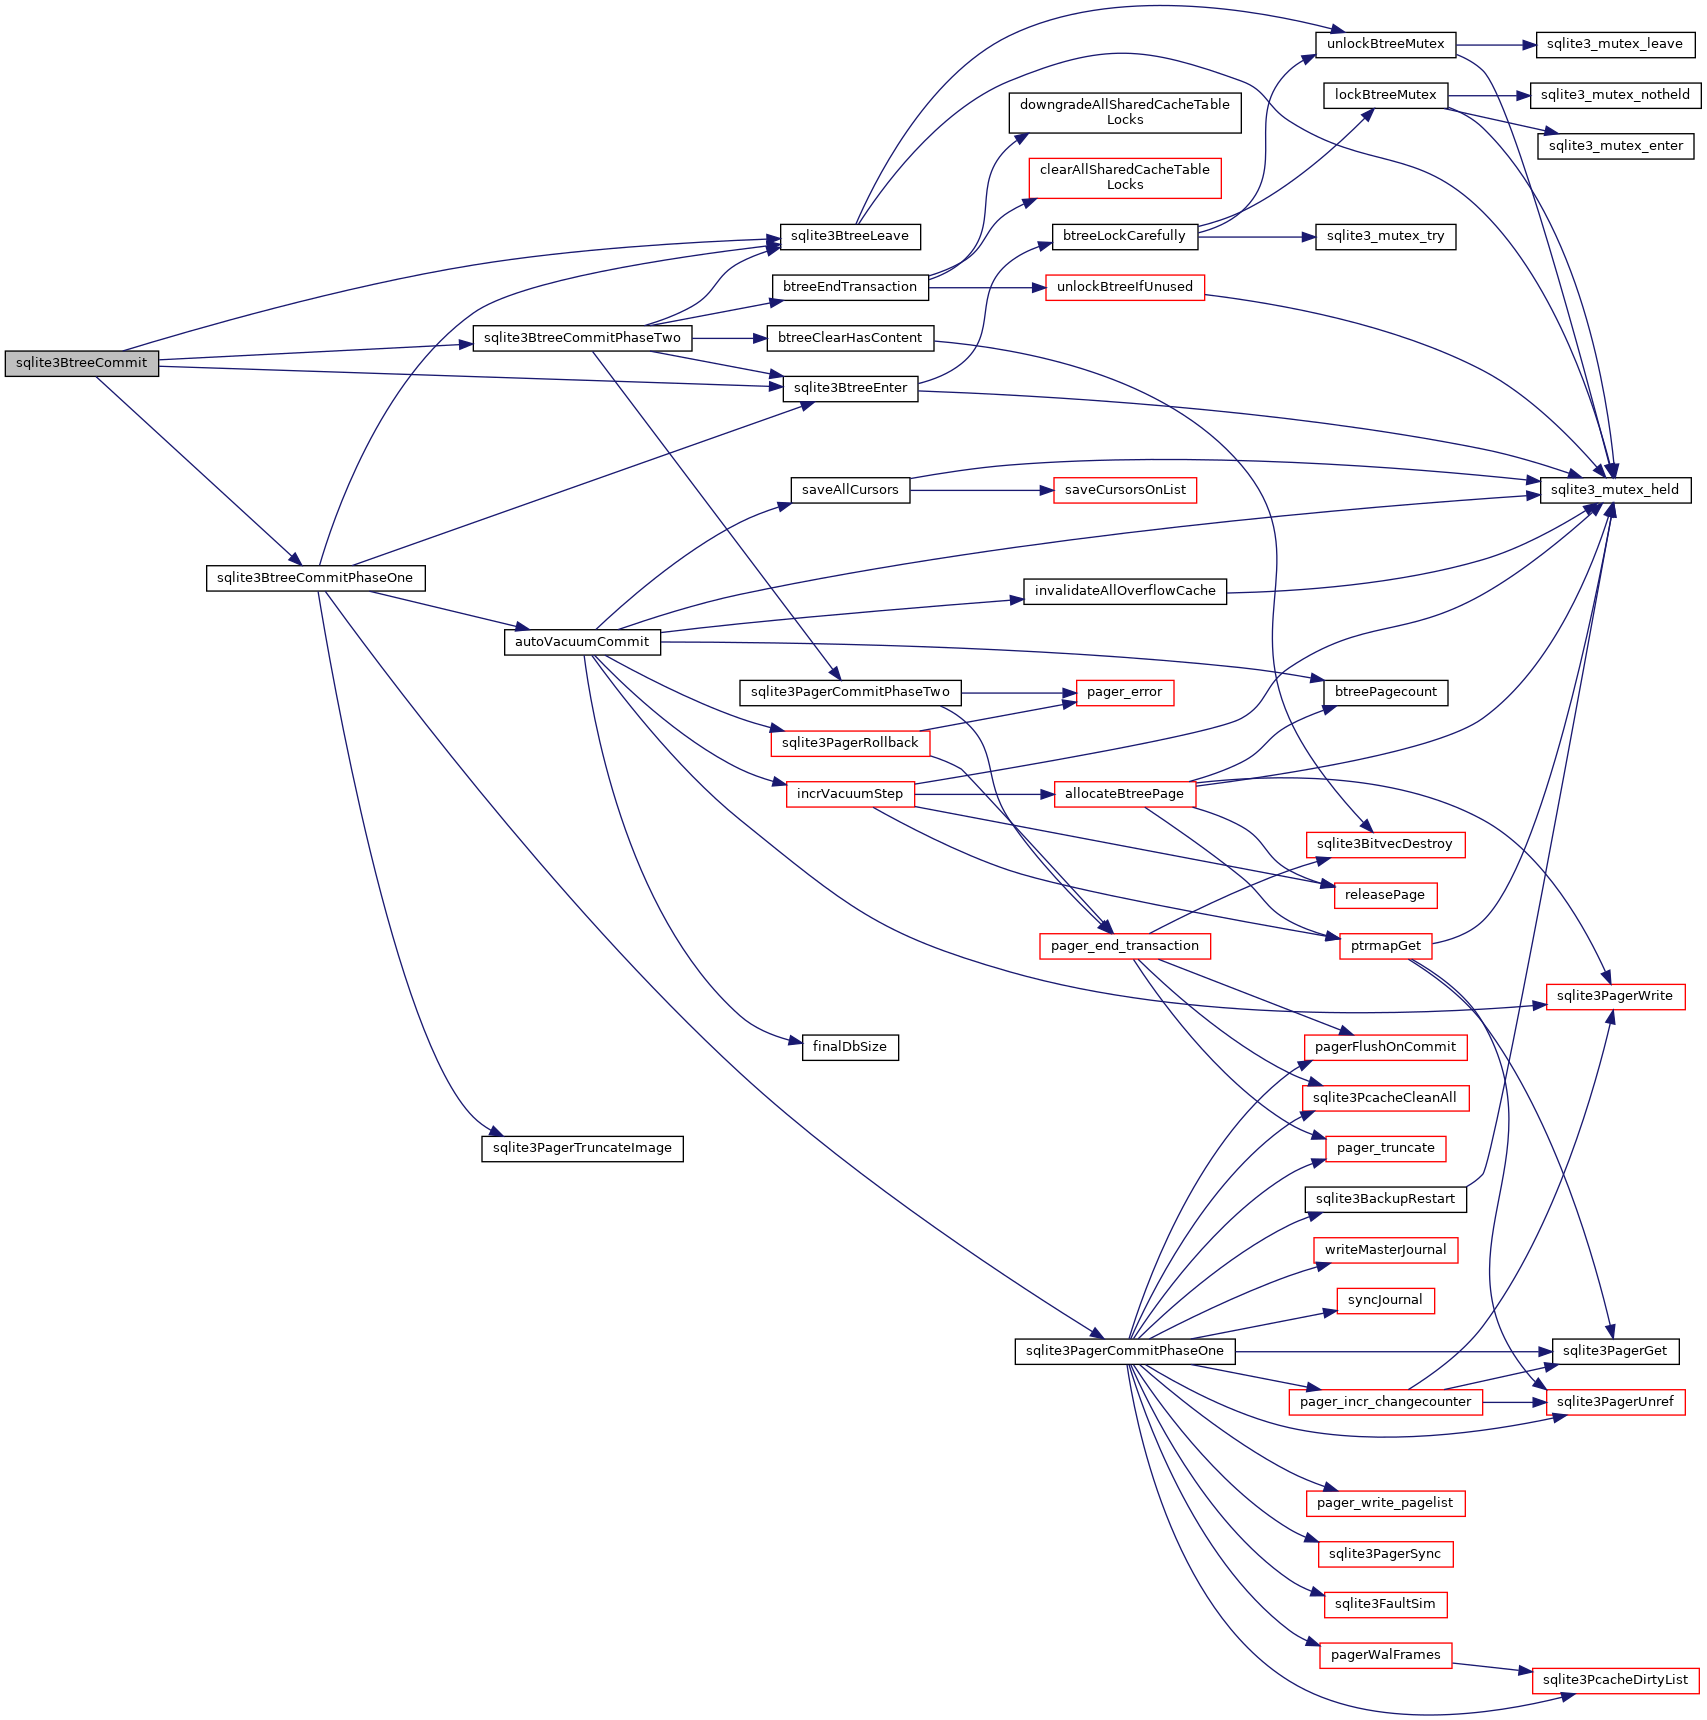 unlockBtreeMutex
sqlite3_mutex_leave
lockBtreeMutex
sqlite3_mutex_notheld
downgradeAllSharedCacheTable
Locks
sqlite3_mutex_enter
clearAllSharedCacheTable
Locks
sqlite3BtreeLeave
btreeLockCarefully
sqlite3_mutex_try
btreeEndTransaction
unlockBtreeIfUnused
sqlite3BtreeCommitPhaseTwo
btreeClearHasContent
sqlite3BtreeCommit
sqlite3BtreeEnter
saveAllCursors
saveCursorsOnList
sqlite3_mutex_held
sqlite3BtreeCommitPhaseOne
invalidateAllOverflowCache
autoVacuumCommit
sqlite3PagerCommitPhaseTwo
pager_error
btreePagecount
sqlite3PagerRollback
incrVacuumStep
allocateBtreePage
sqlite3BitvecDestroy
releasePage
pager_end_transaction
ptrmapGet
sqlite3PagerWrite
finalDbSize
pagerFlushOnCommit
sqlite3PcacheCleanAll
sqlite3PagerTruncateImage
pager_truncate
sqlite3BackupRestart
writeMasterJournal
syncJournal
sqlite3PagerCommitPhaseOne
sqlite3PagerGet
pager_incr_changecounter
sqlite3PagerUnref
pager_write_pagelist
sqlite3PagerSync
sqlite3FaultSim
pagerWalFrames
sqlite3PcacheDirtyList